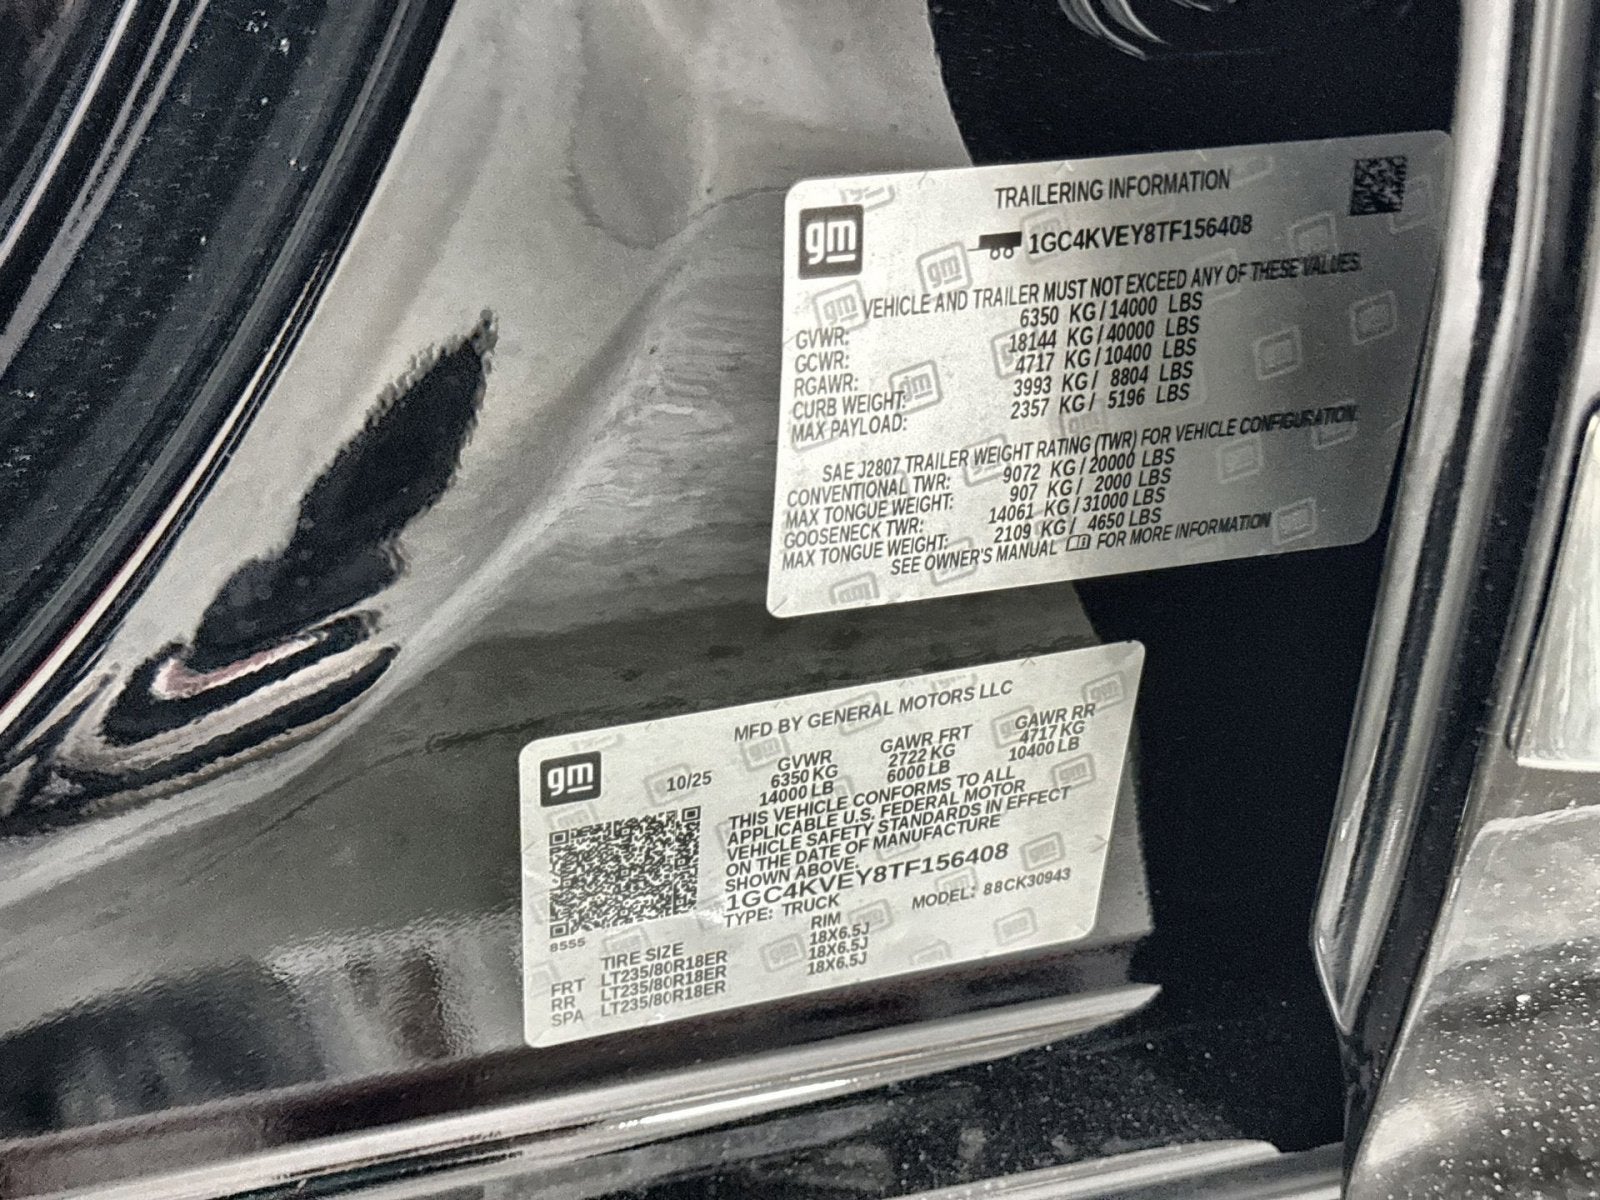 gm
TRAILERING INFORMATION
1GC4KVEY8TF156408
VEHICLE AND TRAILER MUST NOT EXCEED ANY OF THESE VALUES.
GVWR: 6350 KG / 14000 LBS
GCWR: 18144 KG / 40000 LBS
RGAWR: 4717 KG / 10400 LBS
CURB WEIGHT: 3993 KG / 8804 LBS
MAX PAYLOAD: 2357 KG / 5196 LBS
SAE J2807 TRAILER WEIGHT RATING (TWR) FOR VEHICLE CONFIGURATION.
CONVENTIONAL TWR: 9072 KG / 20000 LBS
MAX TONGUE WEIGHT: 907 KG / 2000 LBS
GOOSENECK TWR: 14061 KG / 31000 LBS
MAX TONGUE WEIGHT: 2109 KG / 4650 LBS
SEE OWNER'S MANUAL FOR MORE INFORMATION
MFD BY GENERAL MOTORS LLC
gm
10/25
GVWR GAWR FRT GAWR RR
6350 KG 2722 KG 4717 KG
14000 LB 6000 LB 10400 LB
THIS VEHICLE CONFORMS TO ALL
APPLICABLE U.S. FEDERAL MOTOR
VEHICLE SAFETY STANDARDS IN EFFECT
ON THE DATE OF MANUFACTURE
SHOWN ABOVE.
1GC4KVEY8TF156408
TYPE: TRUCK MODEL: 88CK30943
8555
TIRE SIZE RIM
FRT LT235/80R18ER 18X6.5J
RR LT235/80R18ER 18X6.5J
SPA LT235/80R18ER 18X6.5J